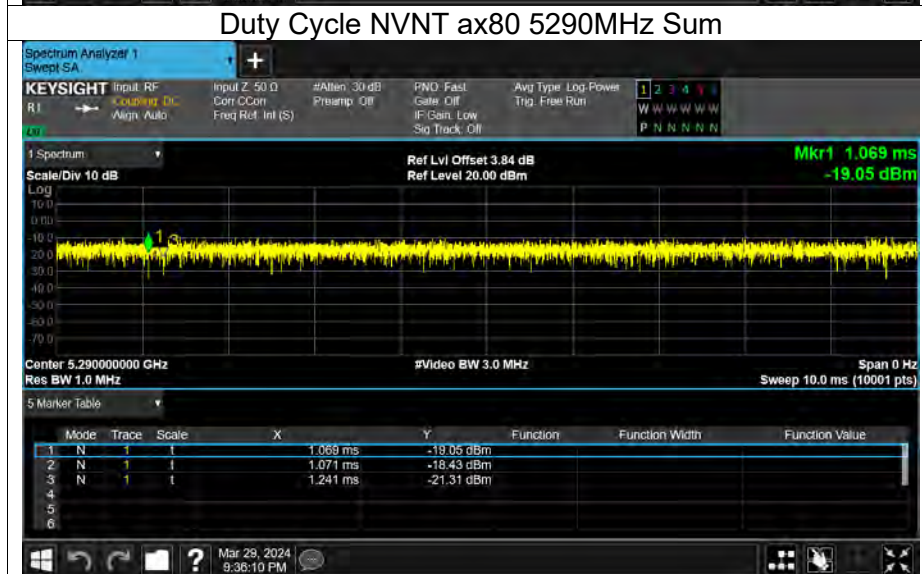 Duty Cycle NVNT ax80 5290MHz Sum
Spectrum Analyzer 1
Swept SA
+
KEYSIGHT Input: RF Input Z: 50 Ω #Atten: 30 dB PNO: Fast Avg Type: Log-Power 1 2 3 4 5 6
R L Coupling: DC Corr CCorr Preamp: Off Gate: Off Trig: Free Run W W W W W W
Align: Auto Freq Ref: Int (S) IF Gain: Low
Sig Track: Off P N N N N N
1 Spectrum Ref Lvl Offset 3.84 dB Mkr1 1.069 ms
Scale/Div 10 dB Ref Level 20.00 dBm -19.05 dBm
Log
10.0
0.00
-10.0
-20.0
-30.0
-40.0
-50.0
-60.0
-70.0
1 3
Center 5.290000000 GHz #Video BW 3.0 MHz Span 0 Hz
Res BW 1.0 MHz Sweep 10.0 ms (10001 pts)
5 Marker Table
Mode Trace Scale X Y Function Function Width Function Value
1 N 1 t 1.069 ms -19.05 dBm
2 N 1 t 1.071 ms -18.43 dBm
3 N 1 t 1.241 ms -21.31 dBm
4
5
6
? Mar 29, 2024
9:36:10 PM